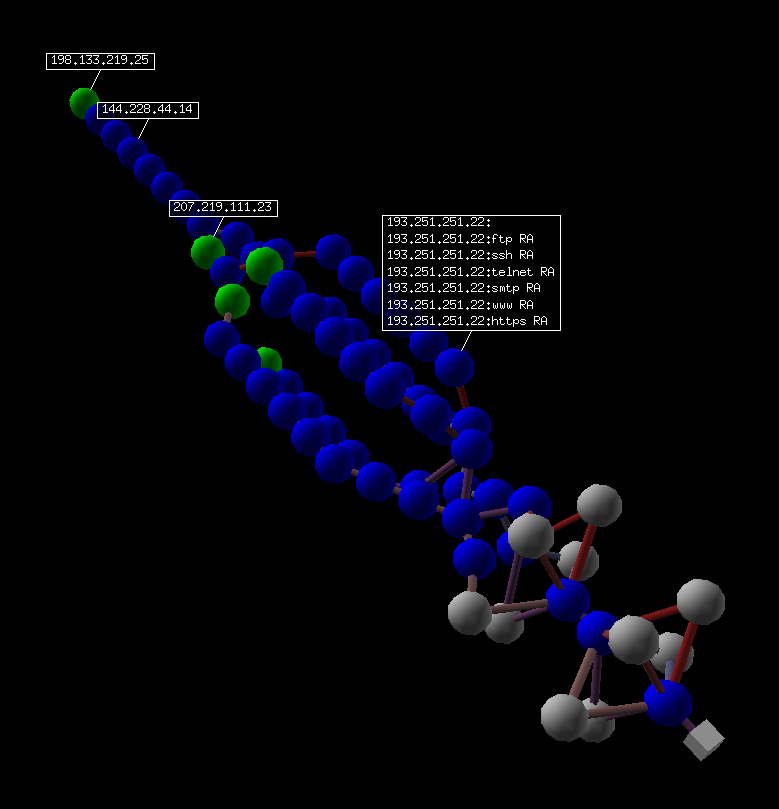 198.133.219.25
144.228.44.14
207.219.111.23
193.251.251.22:
193.251.251.22:ftp RA
193.251.251.22:ssh RA
193.251.251.22:telnet RA
193.251.251.22:smtp RA
193.251.251.22:www RA
193.251.251.22:https RA